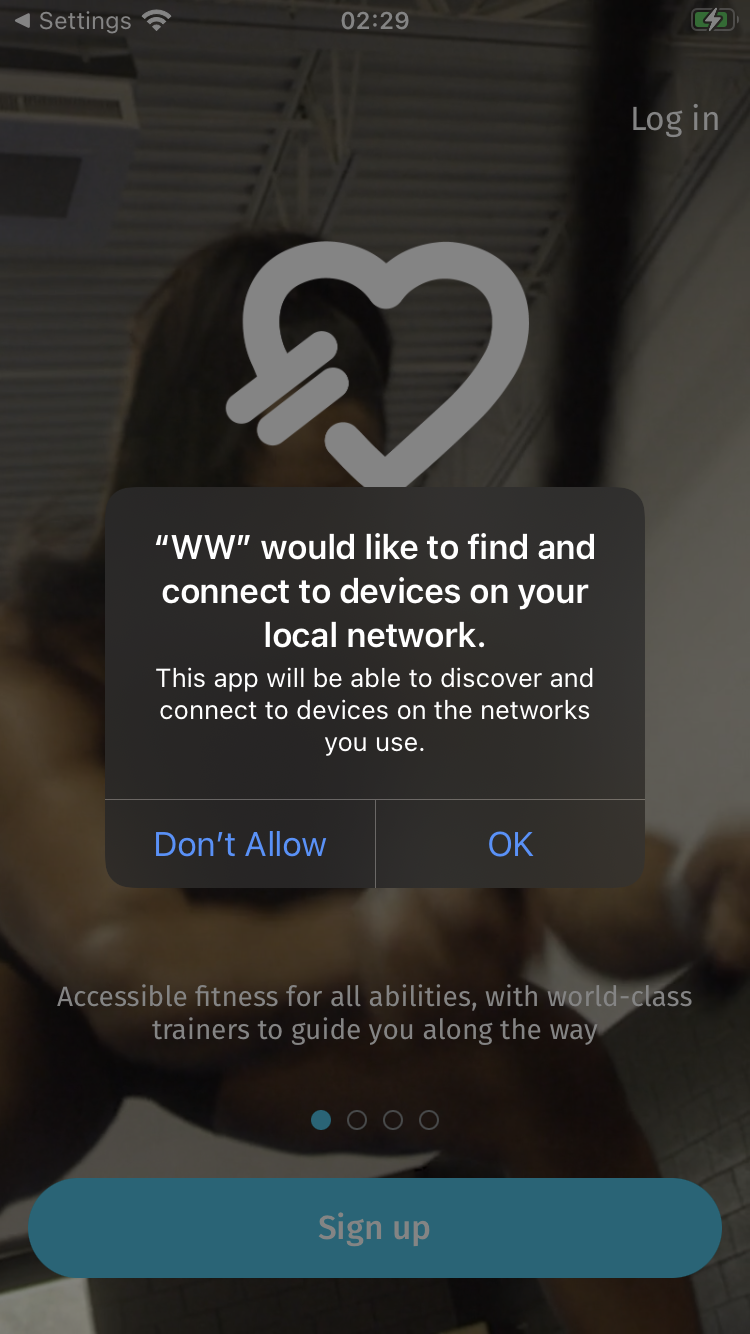 Settings
02:29
Log in
“WW” would like to find and
connect to devices on your
local network.
This app will be able to discover and
connect to devices on the networks
you use.
Don’t Allow
OK
Accessible fitness for all abilities, with world-class
trainers to guide you along the way
Sign up